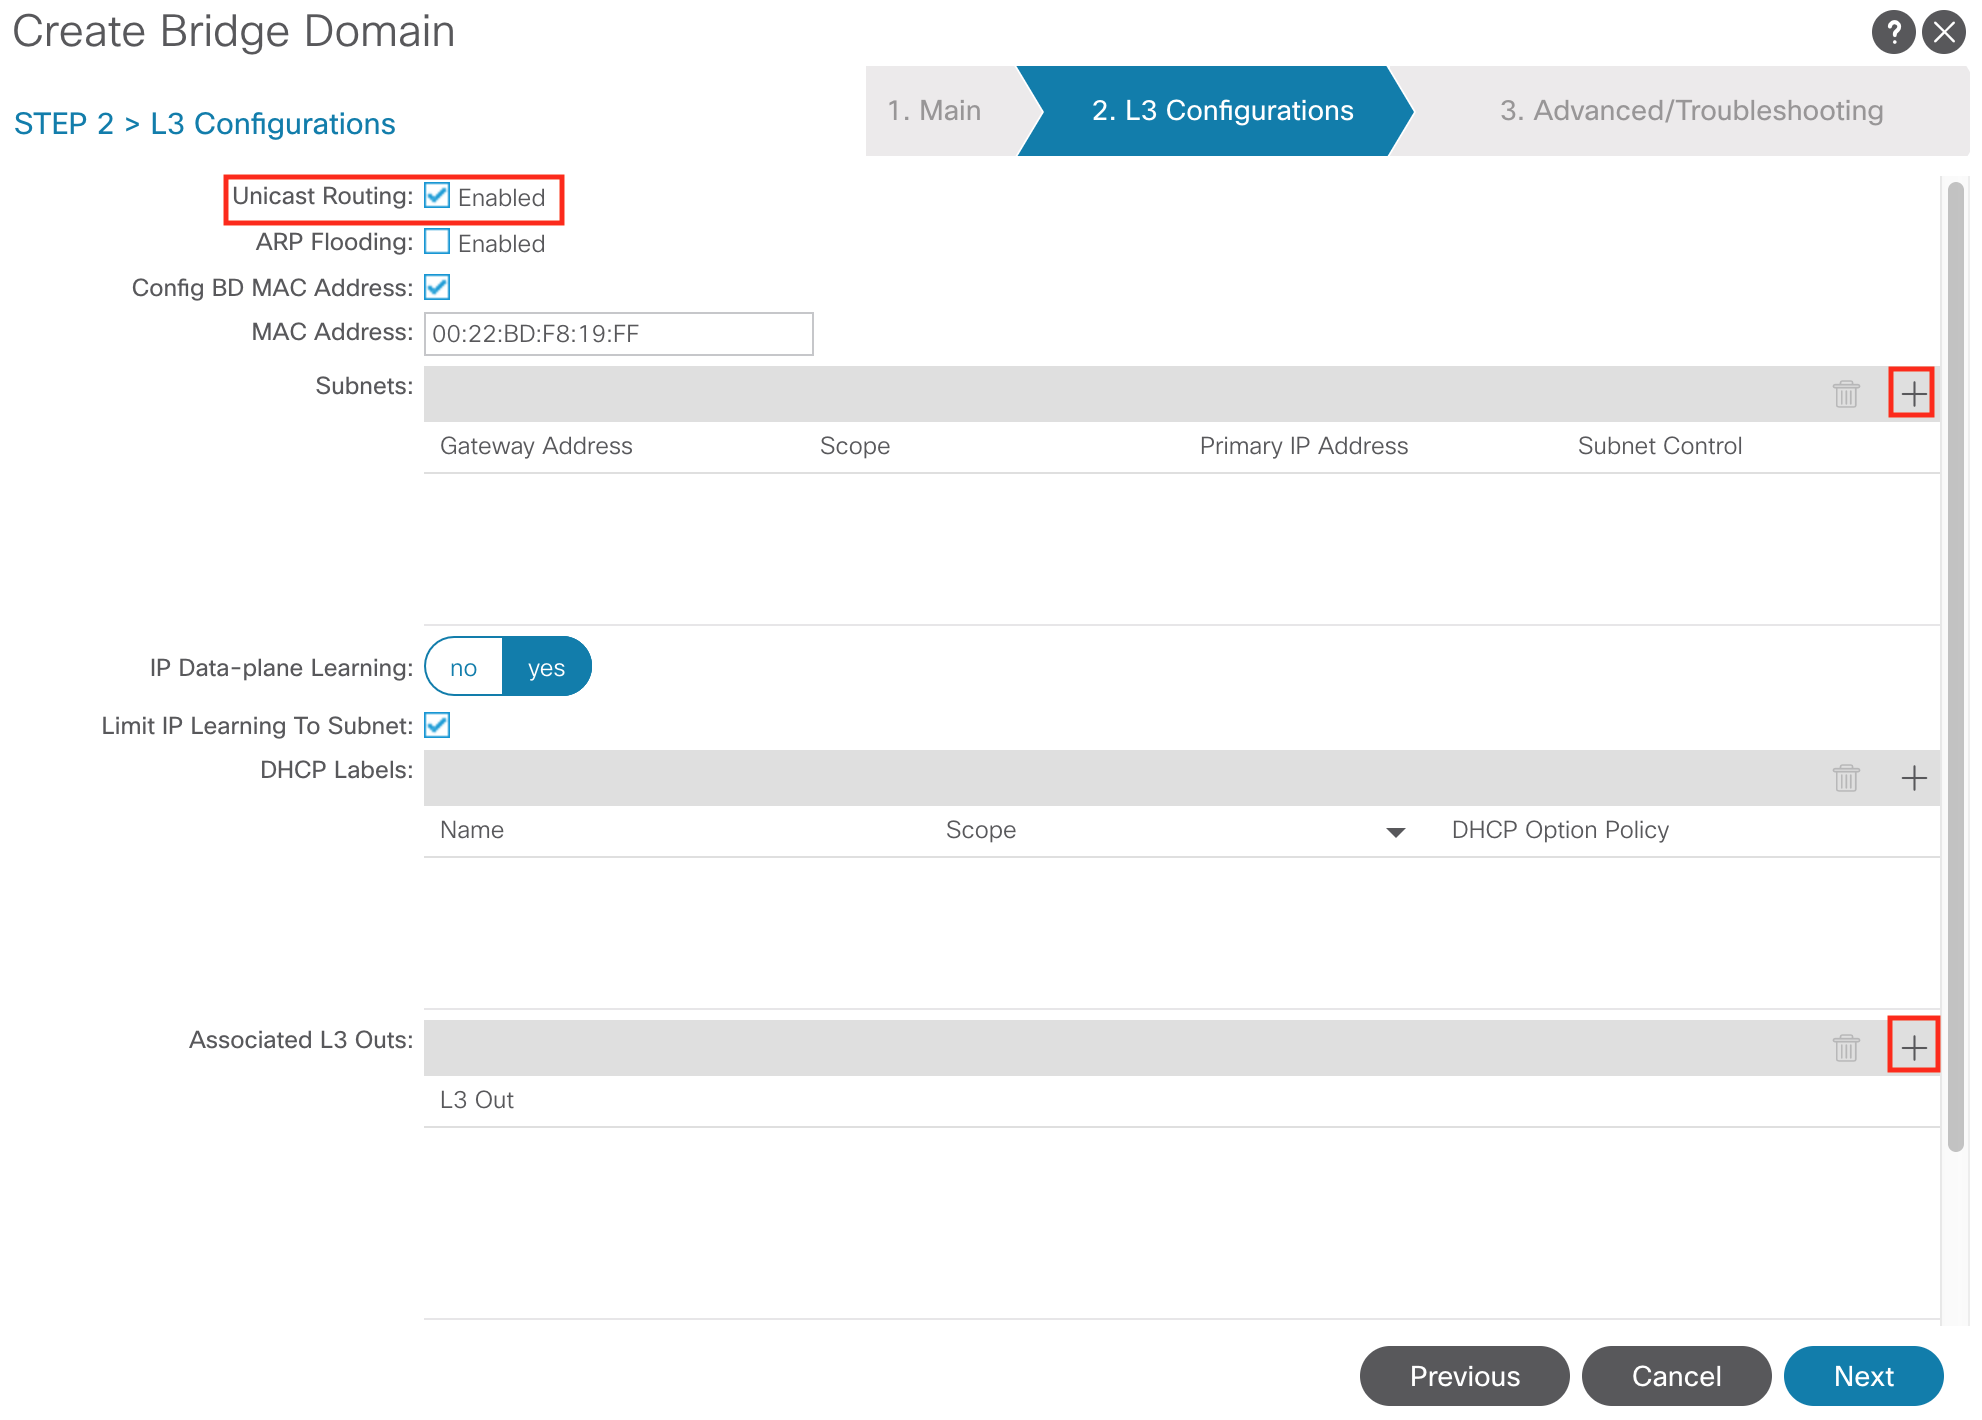 Create Bridge Domain
?
STEP 2 > L3 Configurations
1. Main
2. L3 Configurations
3. Advanced/Troubleshooting
Unicast Routing: Enabled
ARP Flooding: Enabled
Config BD MAC Address:
MAC Address: 00:22:BD:F8:19:FF
Subnets:
Gateway Address Scope Primary IP Address Subnet Control
IP Data-plane Learning: no yes
Limit IP Learning To Subnet:
DHCP Labels:
Name Scope DHCP Option Policy
Associated L3 Outs:
L3 Out
Previous Cancel Next